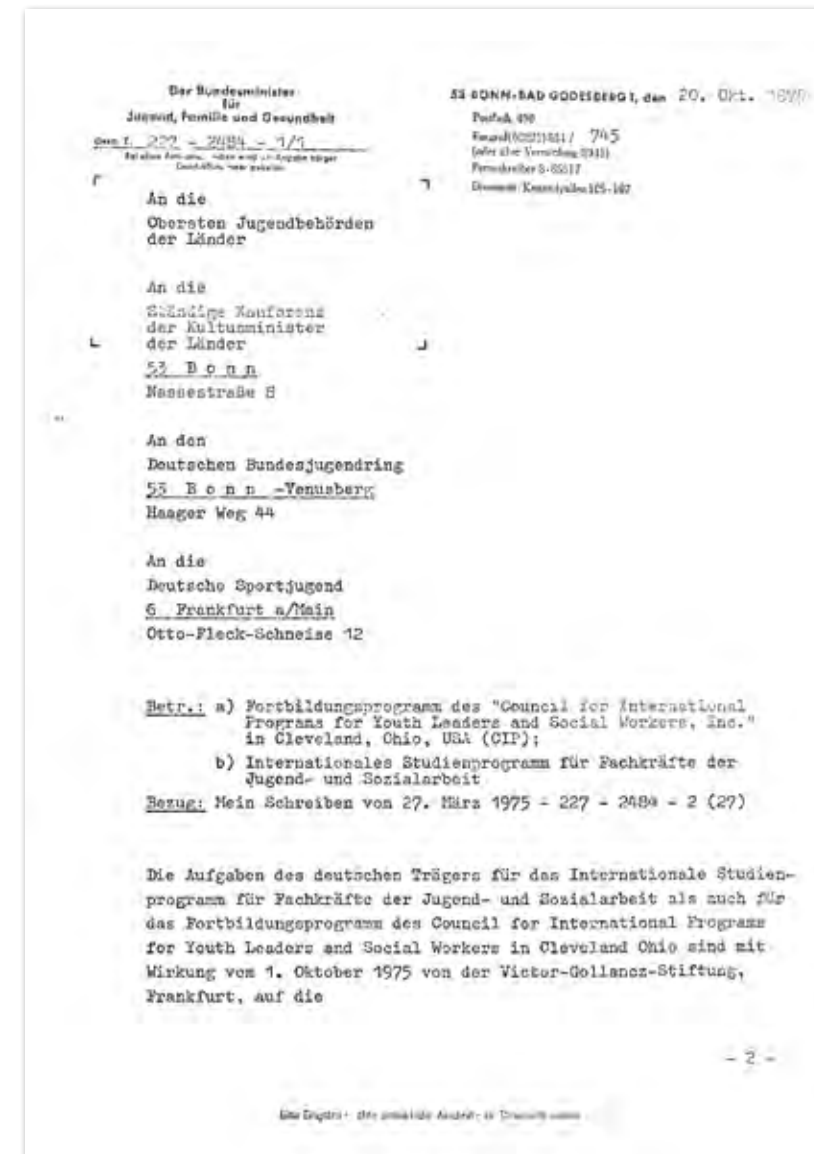 Der Bundesminister
für
Jugend, Familie und Gesundheit
227 - 2484 - 1/1
53 BONN-BAD GODESBERG 1, den 20. Okt.
Postfach 490
745
An die
Obersten Jugendbehörden
der Länder
An die
Ständige Konferenz
der Kultusminister
der Länder
53 B o n n
Nassestraße 8
An den
Deutschen Bundesjugendring
53 B o n n -Venusberg
Haager Weg 44
An die
Deutsche Sportjugend
6 Frankfurt a/Main
Otto-Fleck-Schneise 12
Betr.: a) Fortbildungsprogramm des "Council for International
Programs for Youth Leaders and Social Workers, Inc."
in Cleveland, Ohio, USA (CIP);
b) Internationales Studienprogramm für Fachkräfte der
Jugend- und Sozialarbeit
Bezug: Mein Schreiben vom 27. März 1975 - 227 - 2484 - 2 (27)
Die Aufgaben des deutschen Trägers für das Internationale Studien-
programm für Fachkräfte der Jugend- und Sozialarbeit als auch für
das Fortbildungsprogramm des Council for International Programs
for Youth Leaders and Social Workers in Cleveland Ohio sind mit
Wirkung vom 1. Oktober 1975 von der Victor-Gollancz-Stiftung,
Frankfurt, auf die
- 2 -